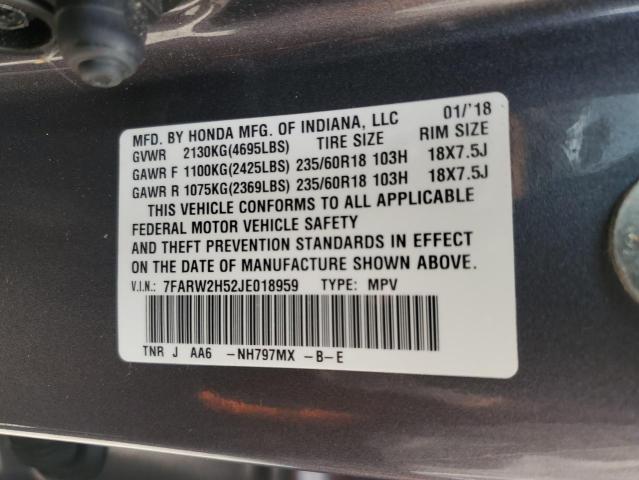 MFD. BY HONDA MFG. OF INDIANA, LLC 01/'18
GVWR 2130KG(4695LBS) TIRE SIZE RIM SIZE
GAWR F 1100KG(2425LBS) 235/60R18 103H 18X7.5J
GAWR R 1075KG(2369LBS) 235/60R18 103H 18X7.5J
THIS VEHICLE CONFORMS TO ALL APPLICABLE
FEDERAL MOTOR VEHICLE SAFETY
AND THEFT PREVENTION STANDARDS IN EFFECT
ON THE DATE OF MANUFACTURE SHOWN ABOVE.
V.I.N.: 7FARW2H52JE018959 TYPE: MPV
TNR J AA6 -NH797MX -B-E